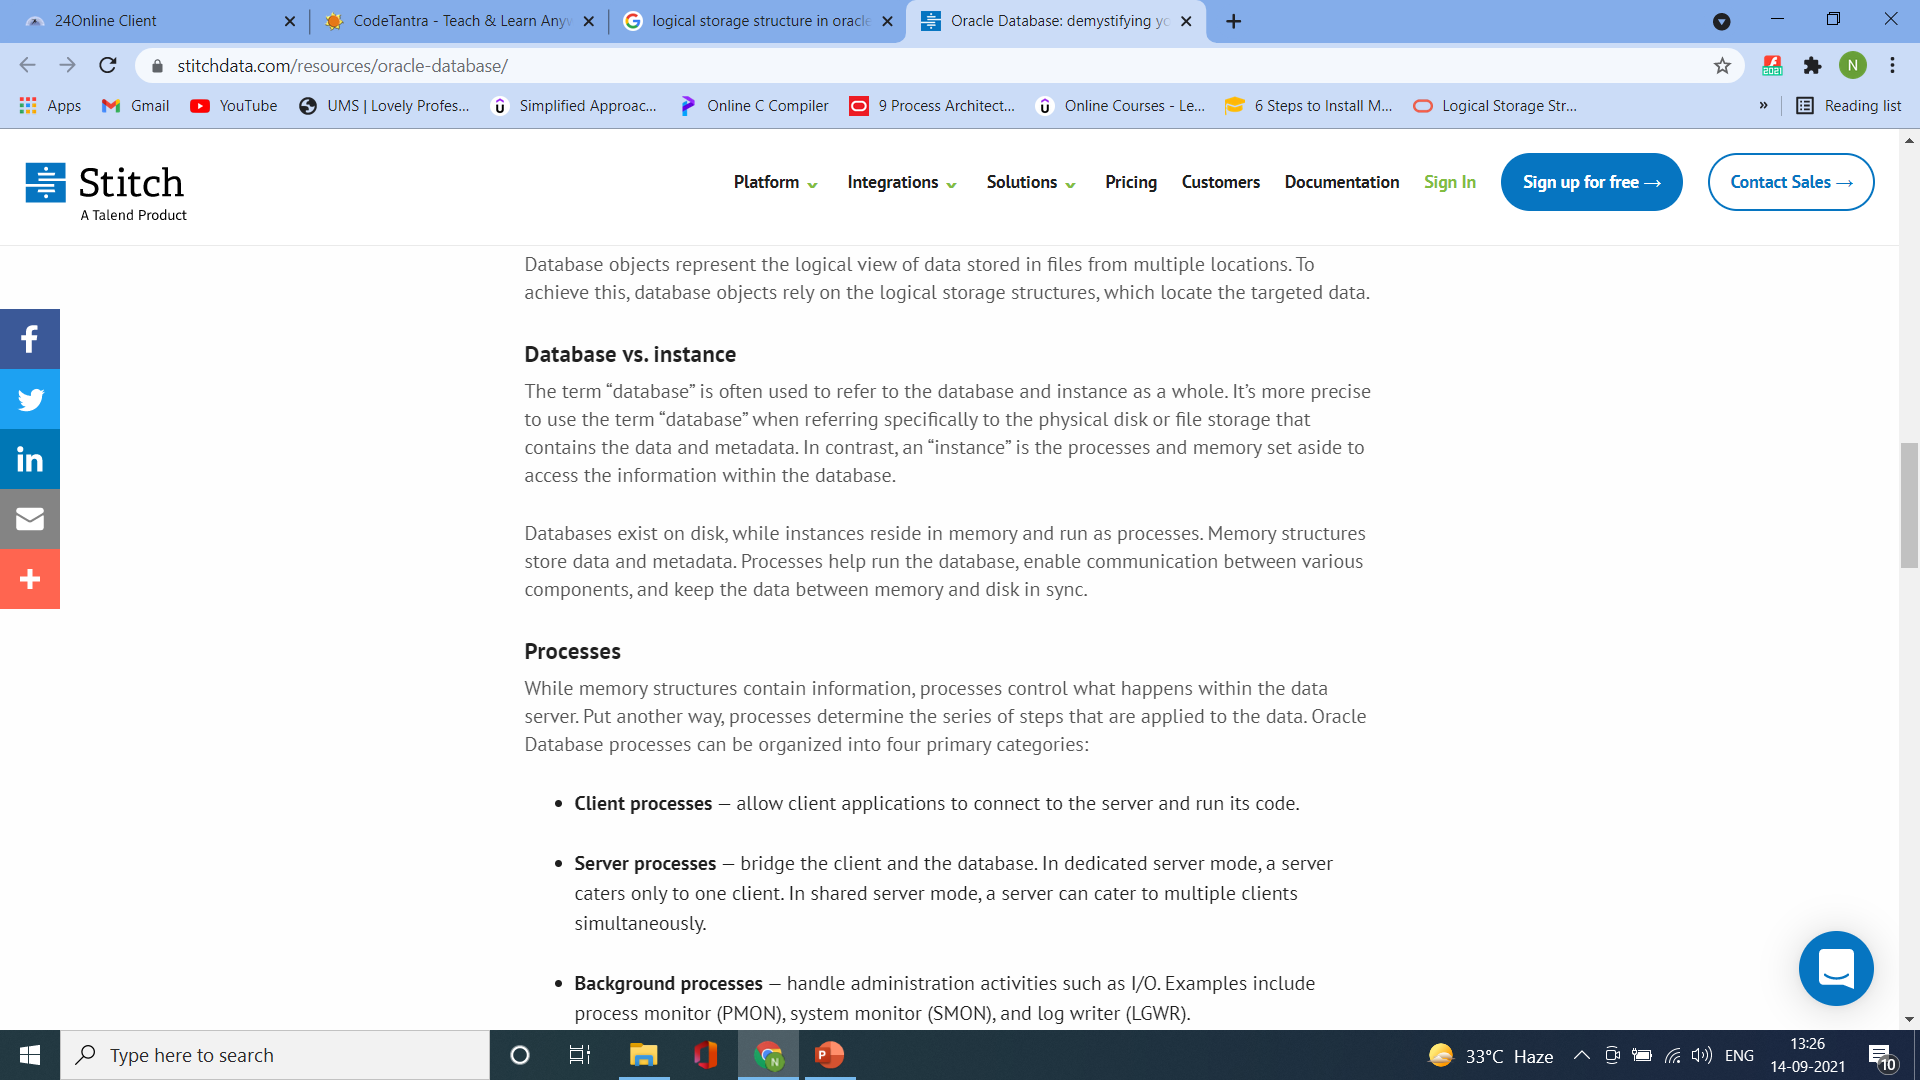 24Online Client
CodeTantra - Teach & Learn Anyw
logical storage structure in oracle
Oracle Database: demystifying yo
stitchdata.com/resources/oracle-database/
2021
N
Apps
Gmail
YouTube
UMS | Lovely Profes...
Simplified Approac...
Online C Compiler
9 Process Architect...
Online Courses - Le...
6 Steps to Install M...
Logical Storage Str...
»
Reading list
Stitch
A Talend Product
Platform
Integrations
Solutions
Pricing
Customers
Documentation
Sign In
Sign up for free →
Contact Sales →
Database objects represent the logical view of data stored in files from multiple locations. To
achieve this, database objects rely on the logical storage structures, which locate the targeted data.
Database vs. instance
The term “database” is often used to refer to the database and instance as a whole. It’s more precise
to use the term “database” when referring specifically to the physical disk or file storage that
contains the data and metadata. In contrast, an “instance” is the processes and memory set aside to
access the information within the database.
Databases exist on disk, while instances reside in memory and run as processes. Memory structures
store data and metadata. Processes help run the database, enable communication between various
components, and keep the data between memory and disk in sync.
Processes
While memory structures contain information, processes control what happens within the data
server. Put another way, processes determine the series of steps that are applied to the data. Oracle
Database processes can be organized into four primary categories:
• Client processes — allow client applications to connect to the server and run its code.
• Server processes — bridge the client and the database. In dedicated server mode, a server
caters only to one client. In shared server mode, a server can cater to multiple clients
simultaneously.
• Background processes — handle administration activities such as I/O. Examples include
process monitor (PMON), system monitor (SMON), and log writer (LGWR).
Type here to search
33°C Haze
ENG
13:26
14-09-2021
10